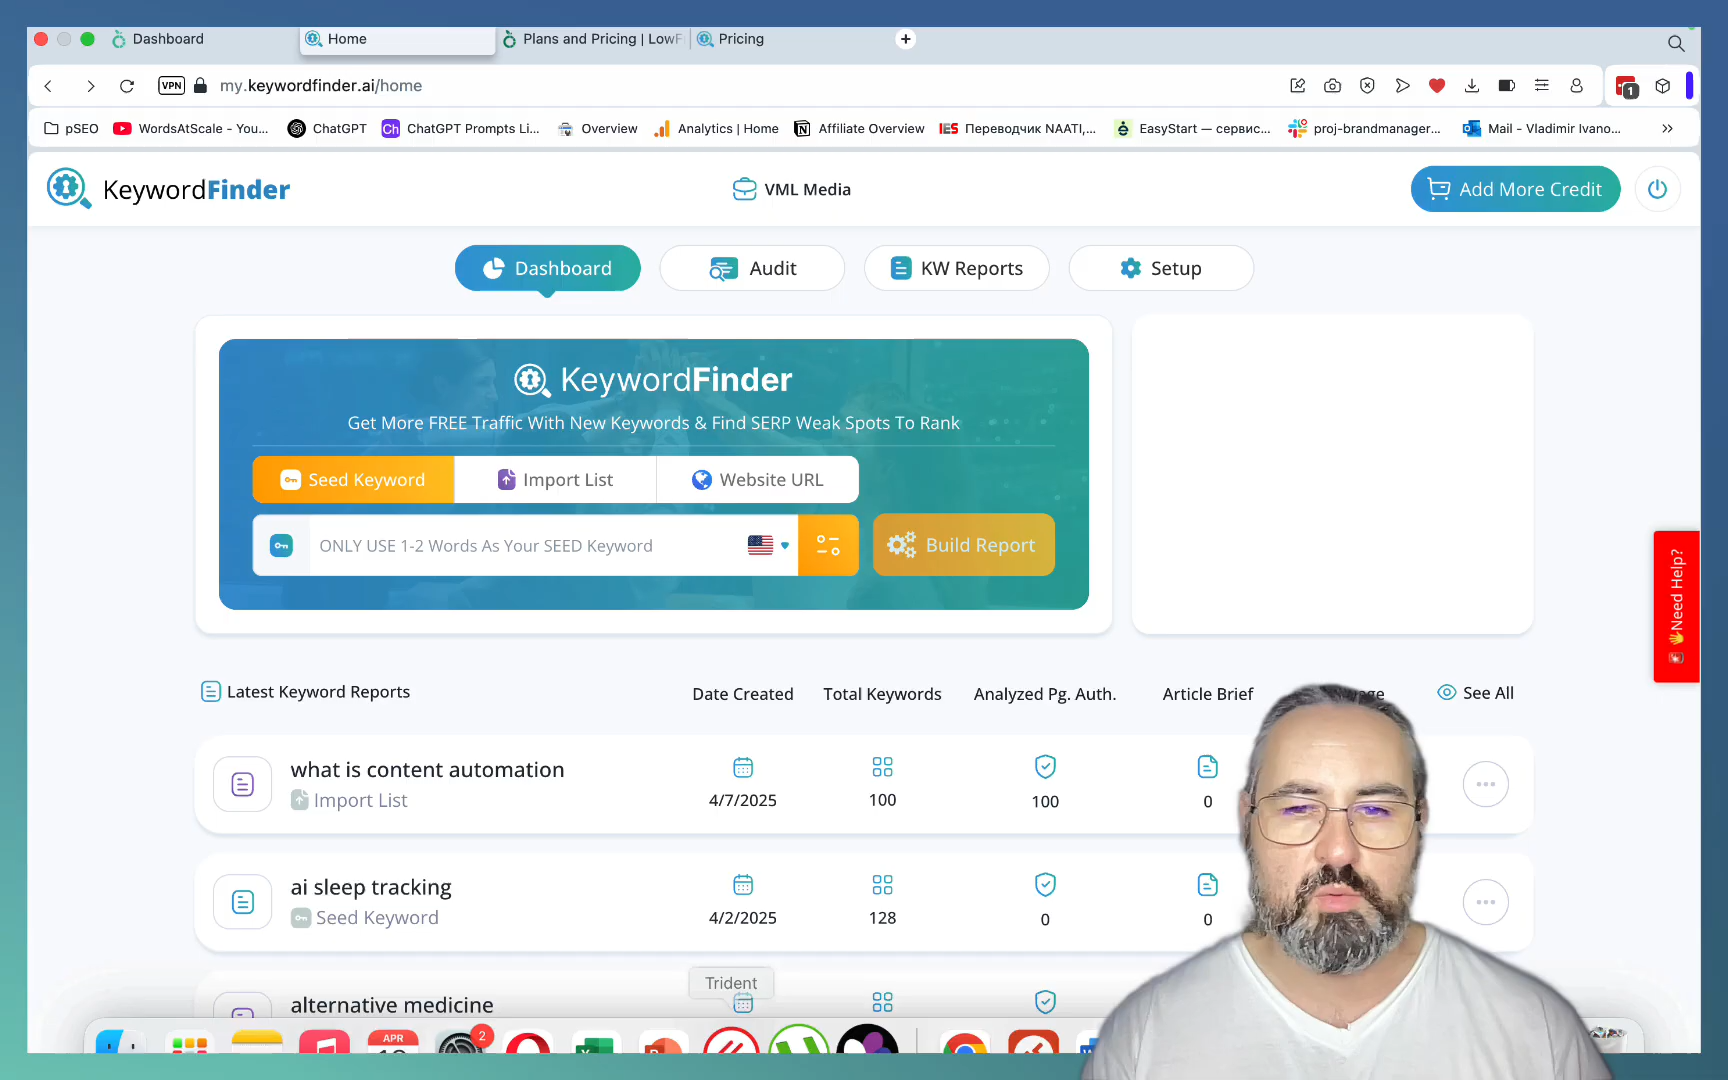 Dashboard
Home
Plans and Pricing | LowF
Pricing
VPN
my.keywordfinder.ai/home
1
pSEO
WordsAtScale - You...
ChatGPT
Ch
ChatGPT Prompts Li...
Overview
Analytics | Home
Affiliate Overview
IES
Переводчик NAATI,...
EasyStart — сервис...
proj-brandmanager...
Mail - Vladimir Ivano...
KeywordFinder
VML Media
Add More Credit
Dashboard
Audit
KW Reports
Setup
KeywordFinder
Get More FREE Traffic With New Keywords & Find SERP Weak Spots To Rank
Seed Keyword
Import List
Website URL
ONLY USE 1-2 Words As Your SEED Keyword
Build Report
Need Help?
Latest Keyword Reports
Date Created
Total Keywords
Analyzed Pg. Auth.
Article Brief
See All
what is content automation
Import List
4/7/2025
100
100
0
ai sleep tracking
Seed Keyword
4/2/2025
128
0
0
Trident
alternative medicine
APR
2